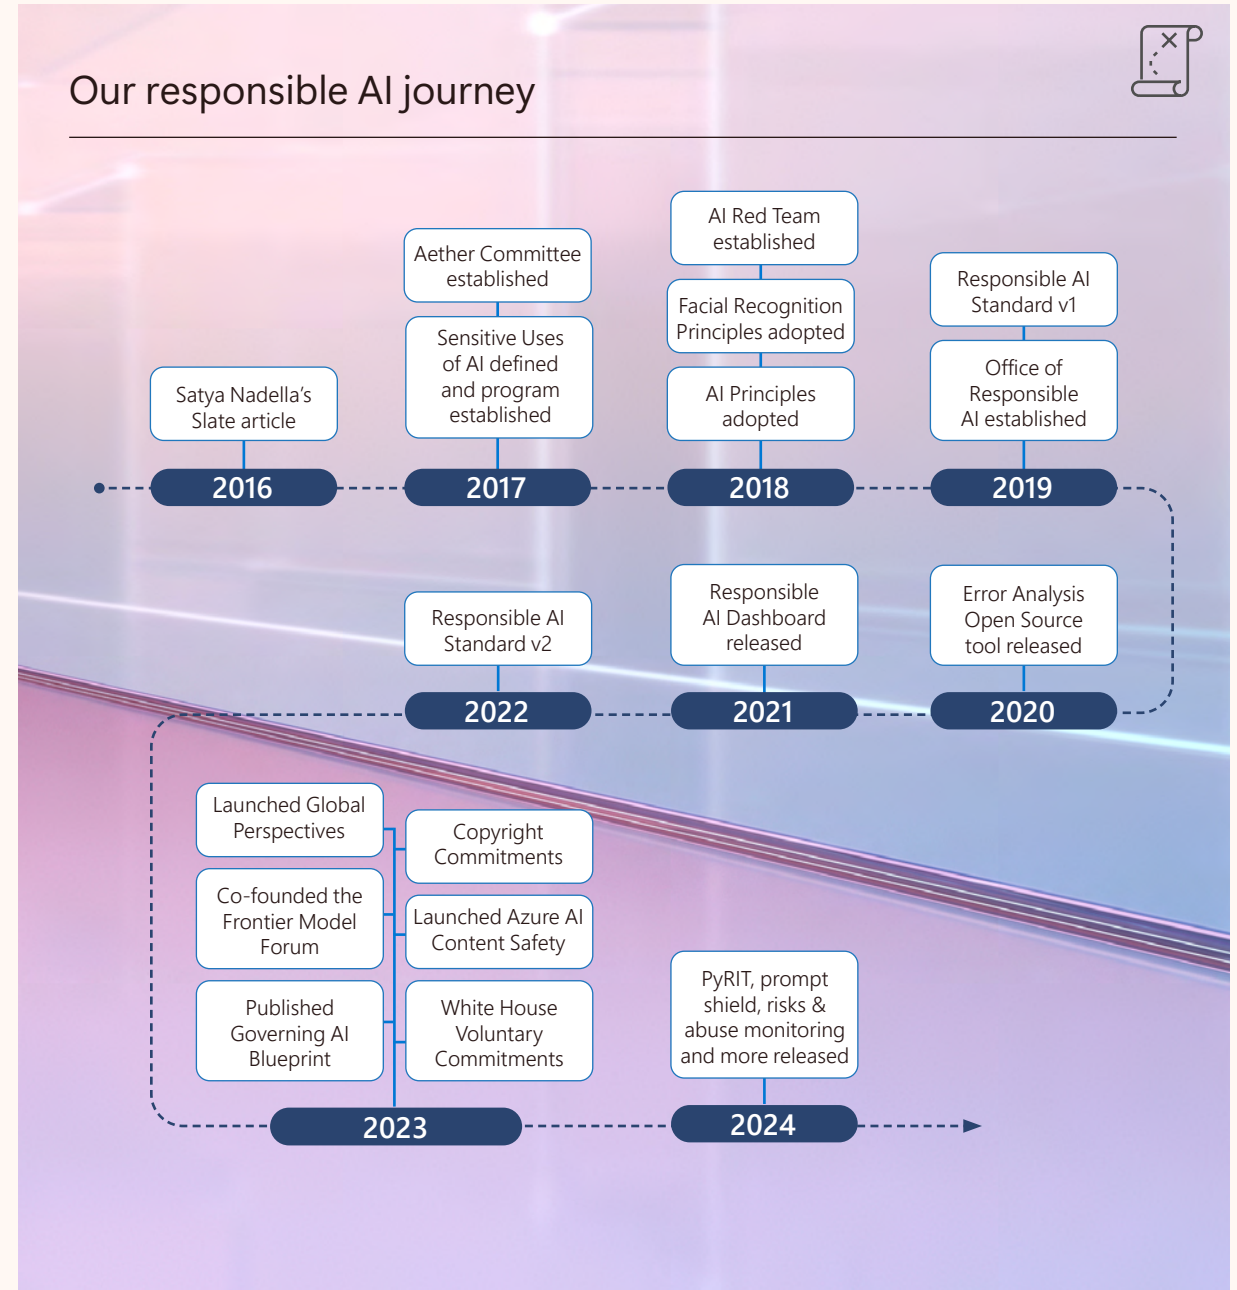 Our responsible AI journey
Satya Nadella’s
Slate article
2016
Aether Committee
established
Sensitive Uses
of AI defined
and program
established
2017
AI Red Team
established
Facial Recognition
Principles adopted
AI Principles
adopted
2018
Responsible AI
Standard v1
Office of
Responsible
AI established
2019
Error Analysis
Open Source
tool released
2020
Responsible
AI Dashboard
released
2021
Responsible AI
Standard v2
2022
Launched Global
Perspectives
Co-founded the
Frontier Model
Forum
Published
Governing AI
Blueprint
Copyright
Commitments
Launched Azure AI
Content Safety
White House
Voluntary
Commitments
2023
PyRIT, prompt
shield, risks &
abuse monitoring
and more released
2024